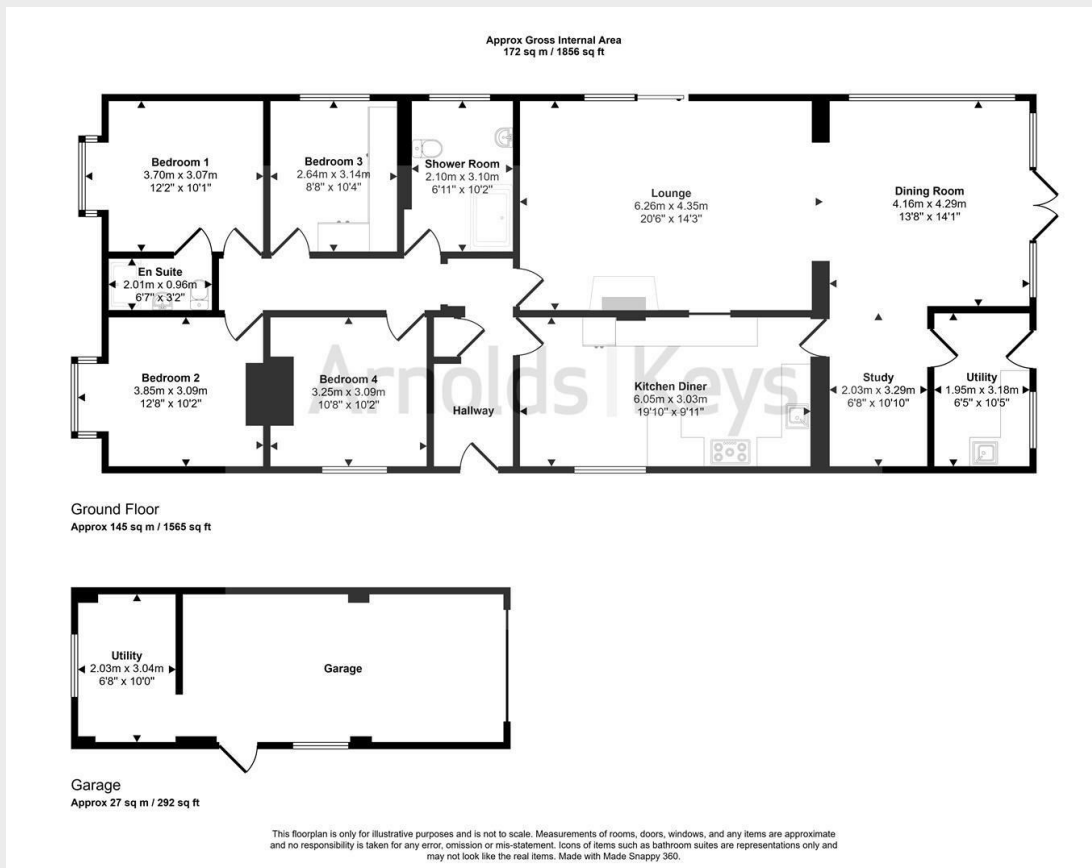 Approx Gross Internal Area
172 sq m / 1856 sq ft
Bedroom 1
3.70m x 3.07m
12'2" x 10'1"
Bedroom 3
2.64m x 3.14m
8'8" x 10'4"
Shower Room
2.10m x 3.10m
6'11" x 10'2"
Lounge
6.26m x 4.35m
20'6" x 14'3"
Dining Room
4.16m x 4.29m
13'8" x 14'1"
En Suite
2.01m x 0.96m
6'7" x 3'2"
Bedroom 2
3.85m x 3.09m
12'8" x 10'2"
Bedroom 4
3.25m x 3.09m
10'8" x 10'2"
Hallway
Kitchen Diner
6.05m x 3.03m
19'10" x 9'11"
Study
2.03m x 3.29m
6'8" x 10'10"
Utility
1.95m x 3.18m
6'5" x 10'5"
Arnolds | Keys
Ground Floor
Approx 145 sq m / 1565 sq ft
Utility
2.03m x 3.04m
6'8" x 10'0"
Garage
Garage
Approx 27 sq m / 292 sq ft
This floorplan is only for illustrative purposes and is not to scale. Measurements of rooms, doors, windows, and any items are approximate
and no responsibility is taken for any error, omission or mis-statement. Icons of items such as bathroom suites are representations only and
may not look like the real items. Made with Made Snappy 360.